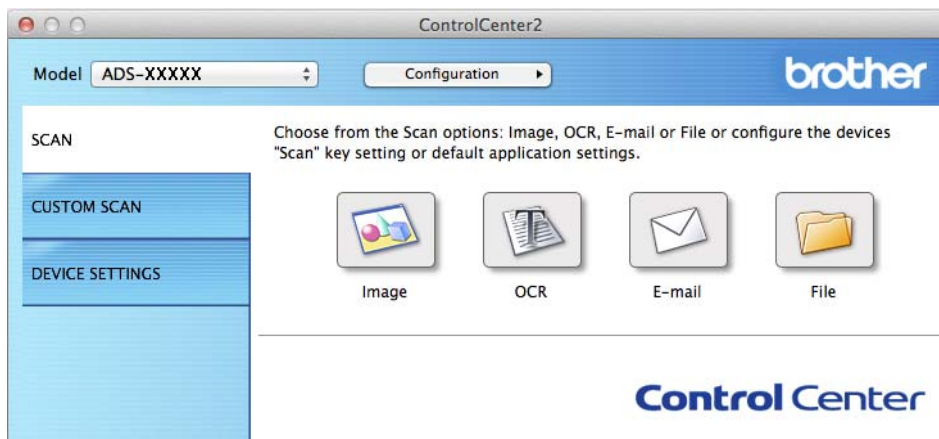 ControlCenter2
Model ADS-XXXXX Configuration
brother
SCAN
CUSTOM SCAN
DEVICE SETTINGS
Choose from the Scan options: Image, OCR, E-mail or File or configure the devices
"Scan" key setting or default application settings.
Image OCR E-mail File
Control Center